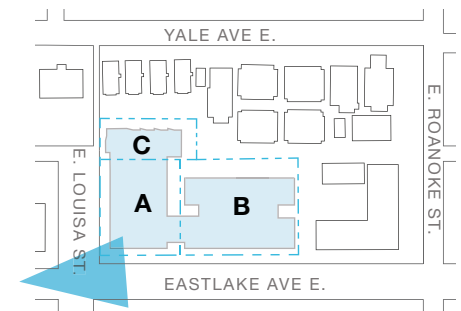 YALE AVE E.
E. ROANOKE ST.
C
E. LOUISA ST.
A
B
EASTLAKE AVE E.